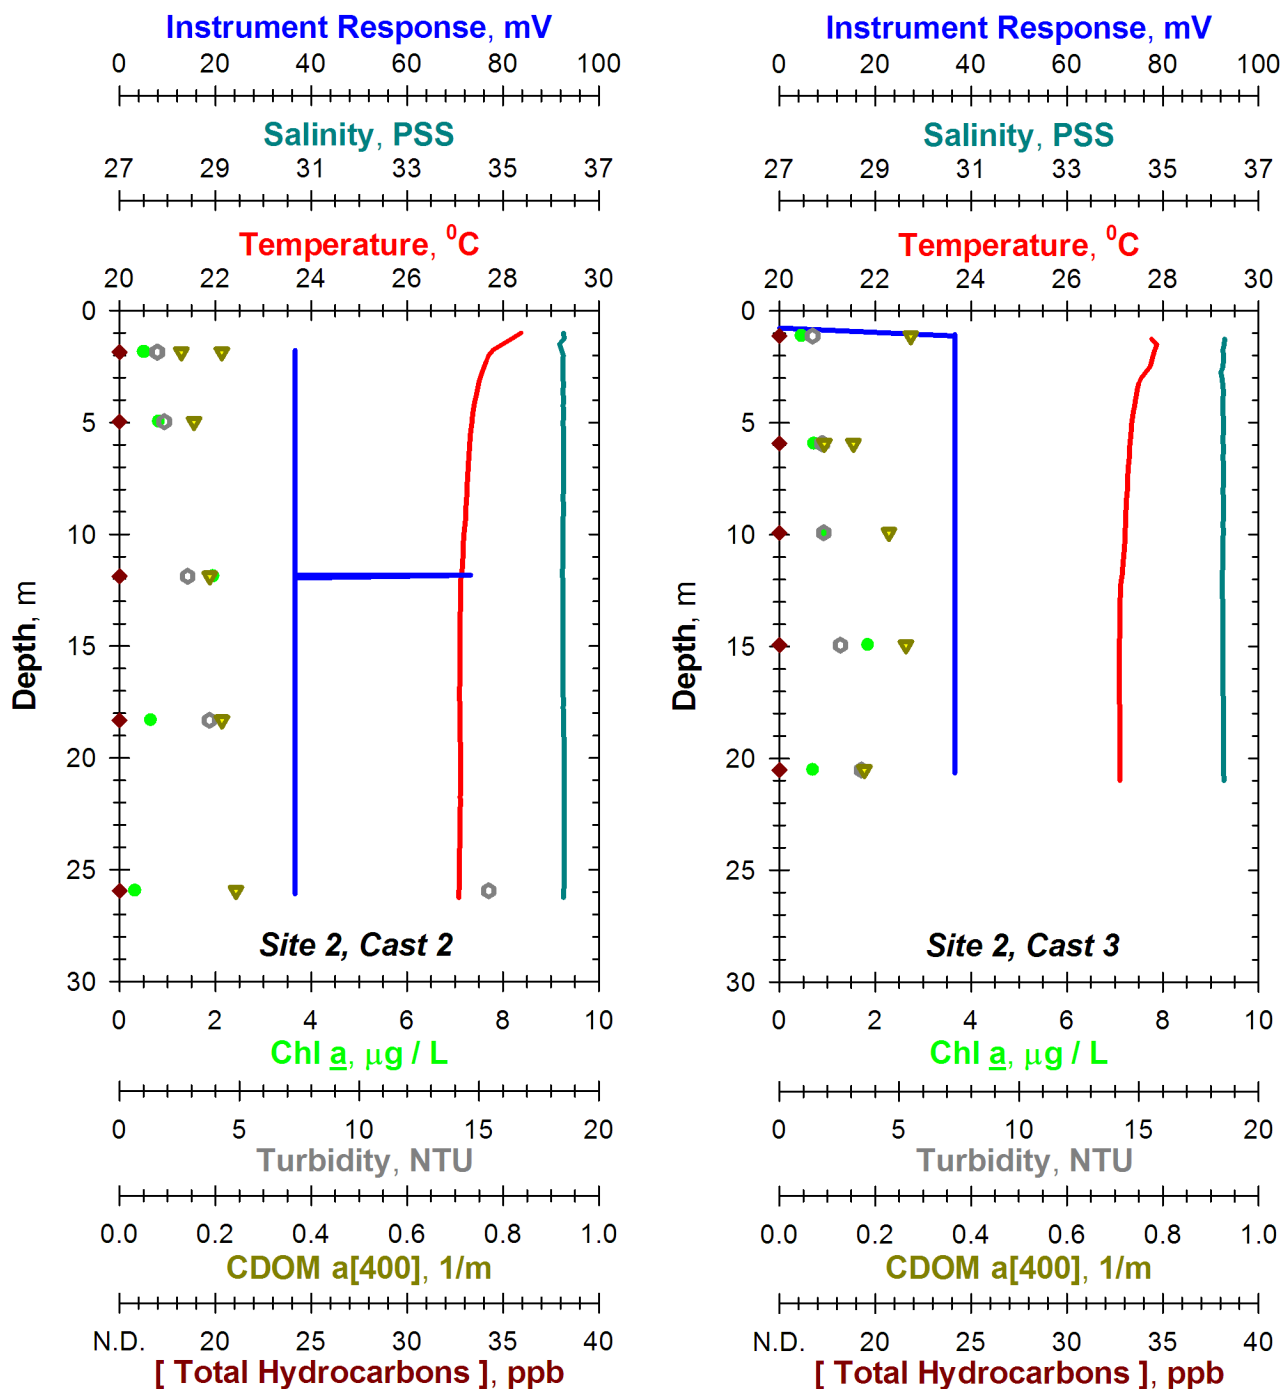 Instrument Response, mV
0 20 40 60 80 100
Salinity, PSS
27 29 31 33 35 37
Temperature, ⁰C
20 22 24 26 28 30
0
5
10
15
20
25
30
Depth, m
Site 2, Cast 2
0 2 4 6 8 10
Chl a, μg / L
0 5 10 15 20
Turbidity, NTU
0.0 0.2 0.4 0.6 0.8 1.0
CDOM a[400], 1/m
N.D. 20 25 30 35 40
[ Total Hydrocarbons ], ppb
Instrument Response, mV
0 20 40 60 80 100
Salinity, PSS
27 29 31 33 35 37
Temperature, ⁰C
20 22 24 26 28 30
0
5
10
15
20
25
30
Depth, m
Site 2, Cast 3
0 2 4 6 8 10
Chl a, μg / L
0 5 10 15 20
Turbidity, NTU
0.0 0.2 0.4 0.6 0.8 1.0
CDOM a[400], 1/m
N.D. 20 25 30 35 40
[ Total Hydrocarbons ], ppb